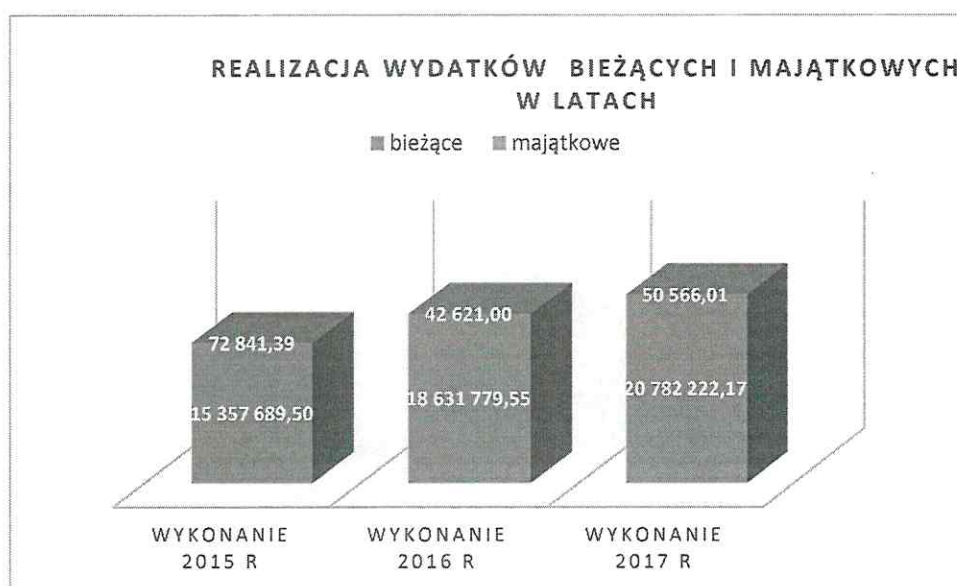 REALIZACJA WYDATKÓW BIEŻĄCYCH I MAJĄTKOWYCH
W LATACH
bieżące majątkowe
72 841,39
15 357 689,50
42 621,00
18 631 779,55
50 566,01
20 782 222,17
WYKONANIE
2015 R
WYKONANIE
2016 R
WYKONANIE
2017 R